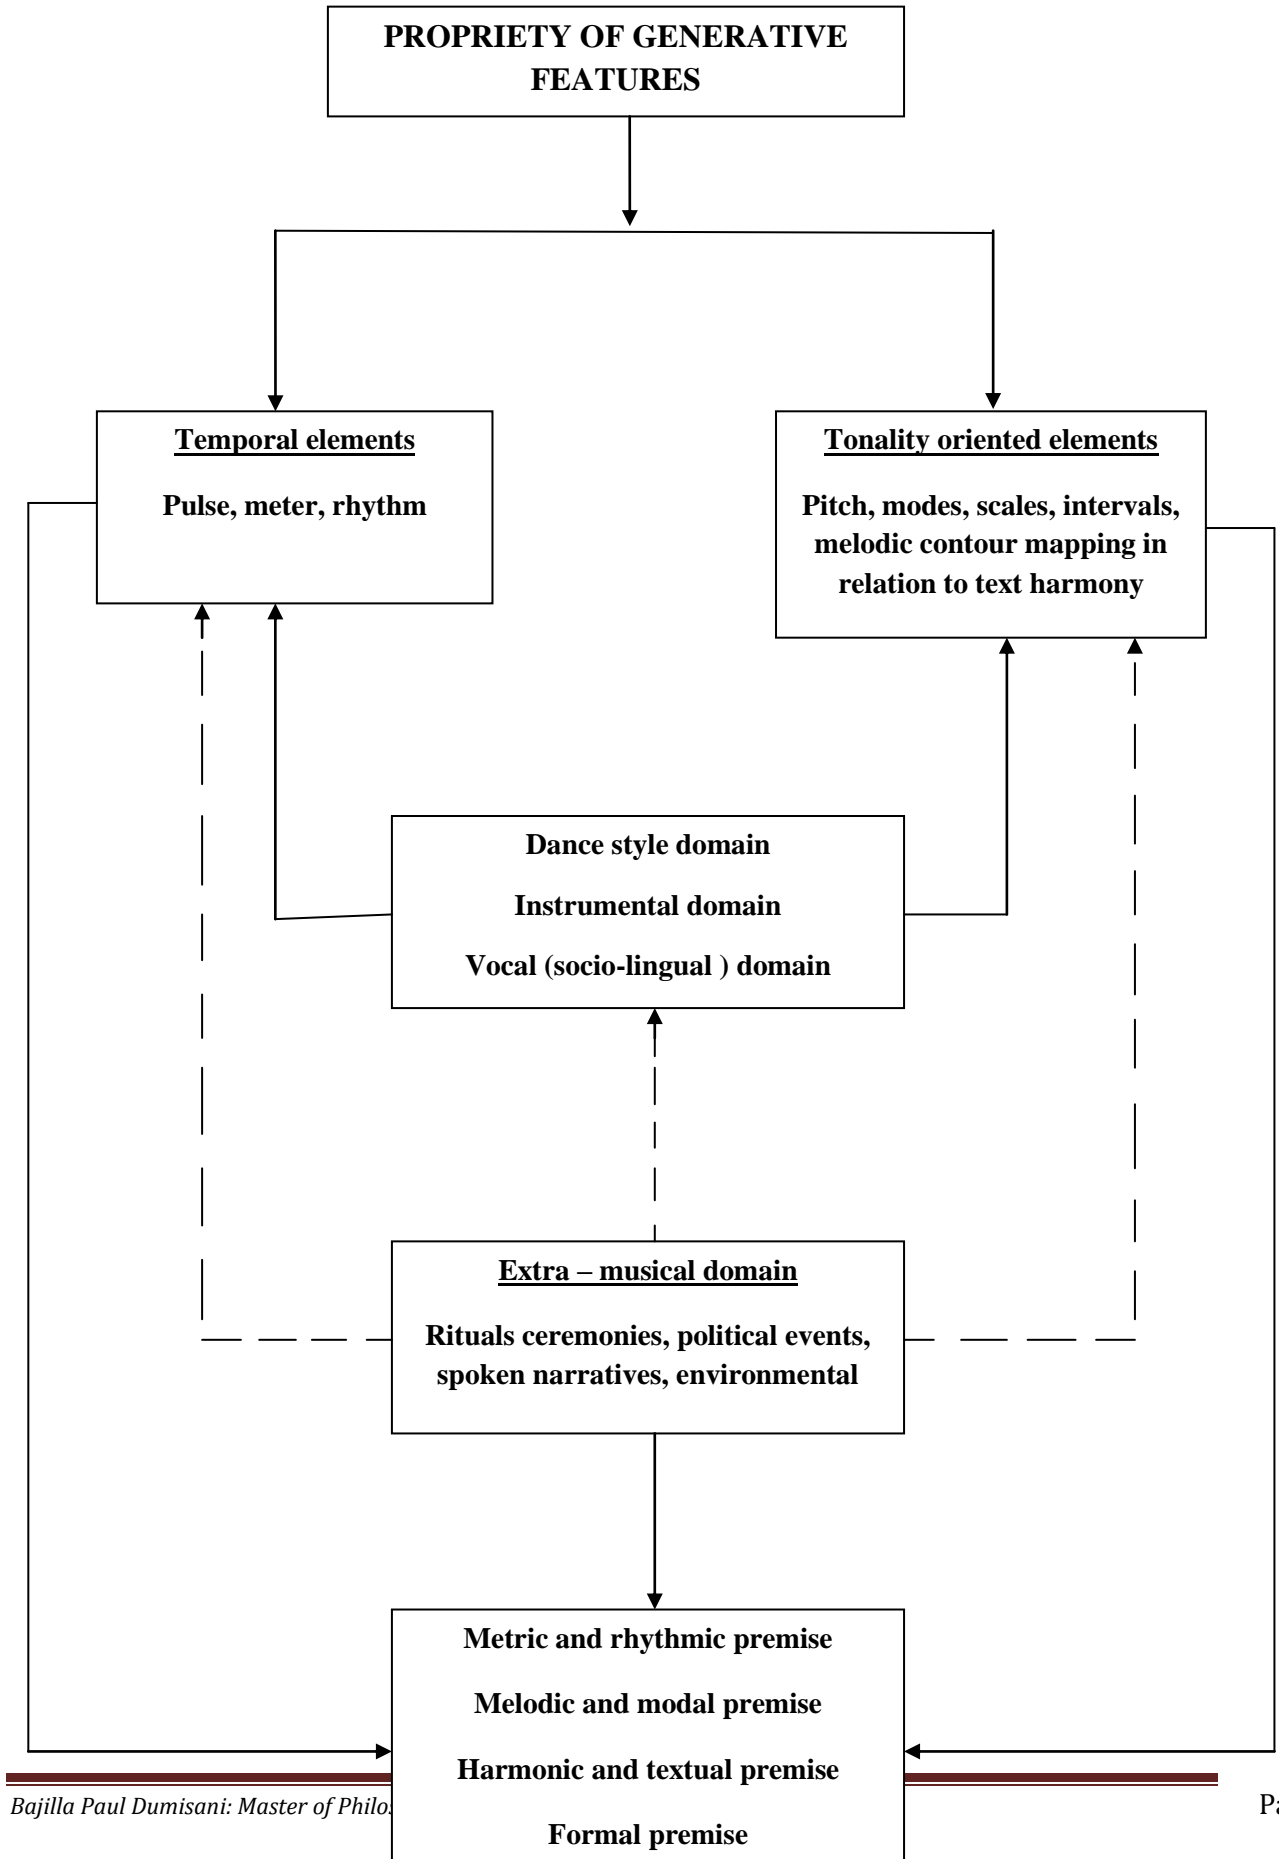 PROPRIETY OF GENERATIVE
FEATURES
Temporal elements
Pulse, meter, rhythm
Tonality oriented elements
Pitch, modes, scales, intervals,
melodic contour mapping in
relation to text harmony
Dance style domain
Instrumental domain
Vocal (socio-lingual ) domain
Extra – musical domain
Rituals ceremonies, political events,
spoken narratives, environmental
Metric and rhythmic premise
Melodic and modal premise
Harmonic and textual premise
Formal premise
Bajilla Paul Dumisani: Master of Philos
Pa